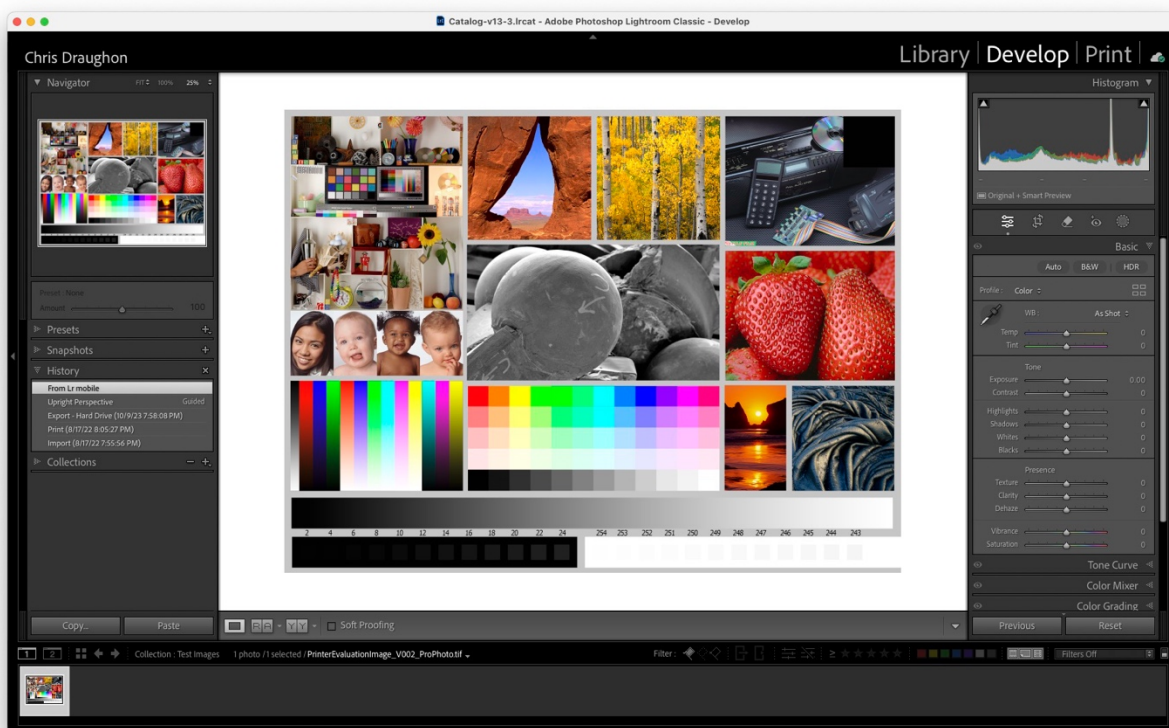 Catalog-v13-3.lrcat - Adobe Photoshop Lightroom Classic - Develop
Chris Draughon
Library | Develop | Print |
Navigator FIT 100% 25%
Preset : None
Amount 100
Presets
Snapshots
History
From Lr mobile
Upright Perspective Guided
Export - Hard Drive (10/9/23 7:58:08 PM)
Print (8/17/22 8:05:27 PM)
Import (8/17/22 7:55:56 PM)
Collections
Copy... Paste
2 4 6 8 10 12 14 16 18 20 22 24 254 253 252 251 250 249 248 247 246 245 244 243
Soft Proofing
Histogram
Original + Smart Preview
Basic
Auto B&W HDR
Profile : Color
WB : As Shot
Temp 0
Tint 0
Tone
Exposure 0.00
Contrast 0
Highlights 0
Shadows 0
Whites 0
Blacks 0
Presence
Texture 0
Clarity 0
Dehaze 0
Vibrance 0
Saturation 0
Tone Curve
Color Mixer
Color Grading
Previous Reset
1 2 Collection : Test Images 1 photo /1 selected /PrinterEvaluationImage_V002_ProPhoto.tif Filter : Filters Off